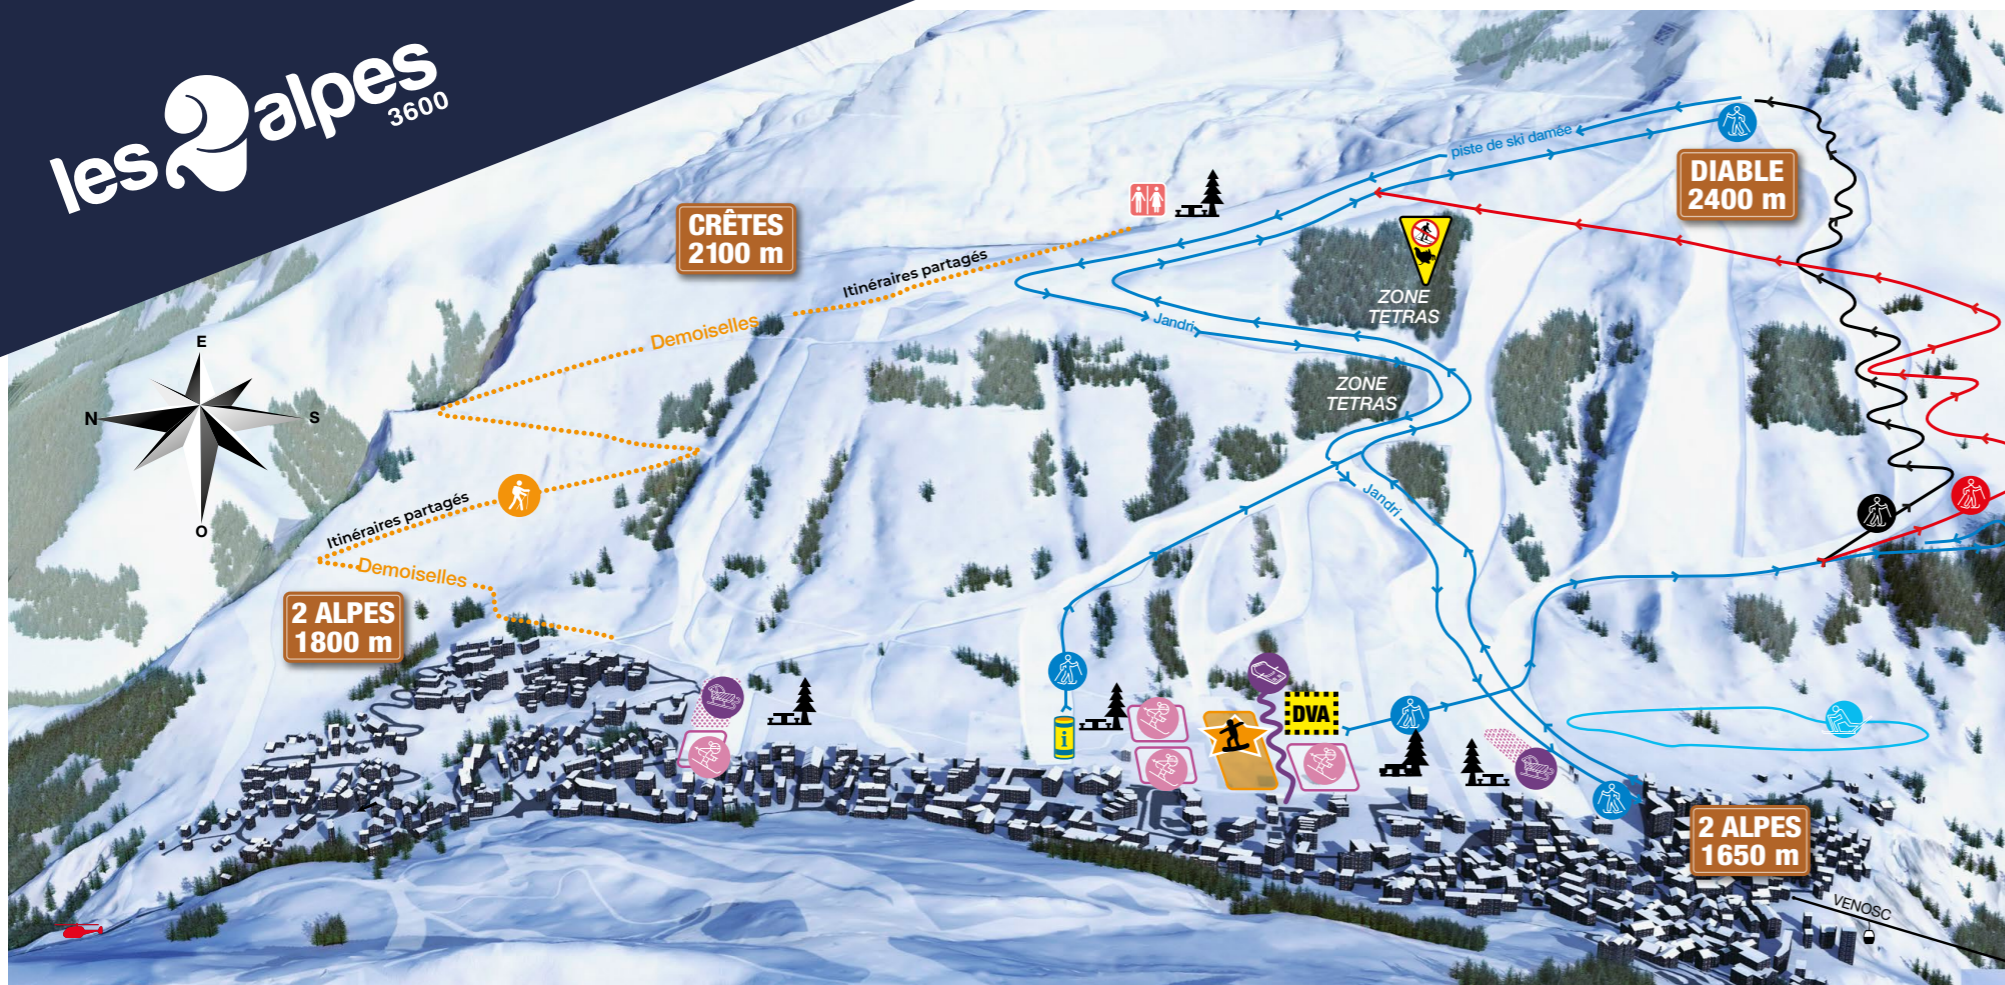 les 2 alpes
3600
E
N
S
O
CRÊTES
2100 m
DIABLE
2400 m
piste de ski damée
Itinéraires partagés
Demoiselles
Jandri
ZONE
TETRAS
ZONE
TETRAS
Jandri
Itinéraires partagés
Demoiselles
2 ALPES
1800 m
i
DVA
2 ALPES
1650 m
VENOSC